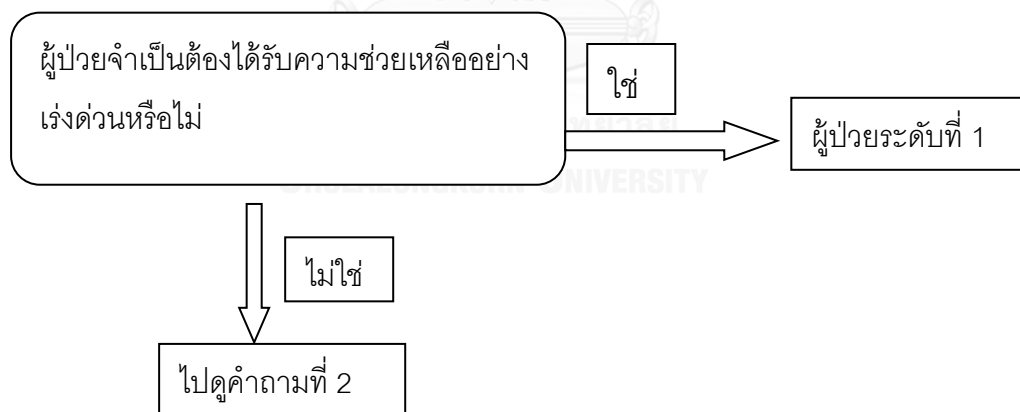 ผู้ป่วยจำเป็นต้องได้รับความช่วยเหลืออย่าง
เร่งด่วนหรือไม่
ใช่
ผู้ป่วยระดับที่ 1
ไม่ใช่
ไปดูคำถามที่ 2
UNIVERSITY